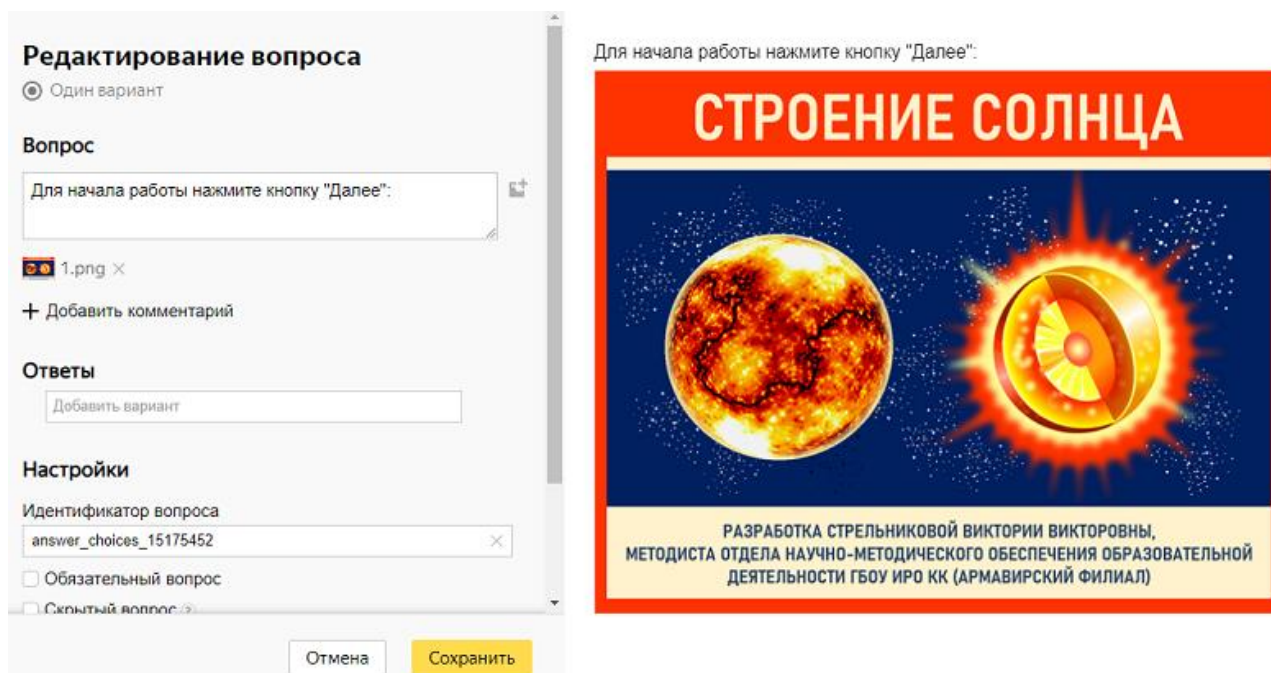 Редактирование вопроса
Один вариант
Вопрос
Для начала работы нажмите кнопку "Далее":
1.png
Добавить комментарий
Ответы
Добавить вариант
Настройки
Идентификатор вопроса
answer_choices_15175452
Обязательный вопрос
Скрытый вопрос
Отмена
Сохранить
Для начала работы нажмите кнопку "Далее":
СТРОЕНИЕ СОЛНЦА
РАЗРАБОТКА СТРЕЛЬНИКОВОЙ ВИКТОРИИ ВИКТОРОВНЫ,
МЕТОДИСТА ОТДЕЛА НАУЧНО-МЕТОДИЧЕСКОГО ОБЕСПЕЧЕНИЯ ОБРАЗОВАТЕЛЬНОЙ
ДЕЯТЕЛЬНОСТИ ГБОУ ИРО КК (АРМАВИРСКИЙ ФИЛИАЛ)